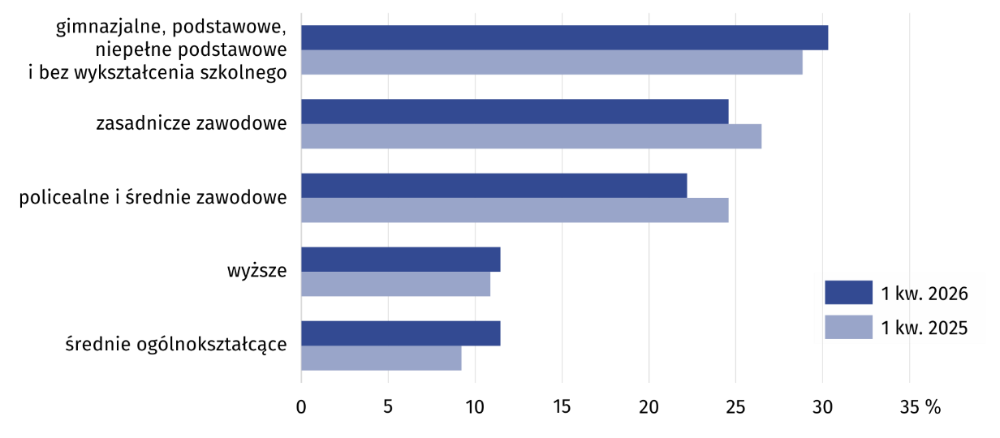 gimnazjalne, podstawowe,
niepełne podstawowe
i bez wykształcenia szkolnego
zasadnicze zawodowe
policealne i średnie zawodowe
wyższe
średnie ogólnokształcące
1 kw. 2026
1 kw. 2025
0 5 10 15 20 25 30 35 %